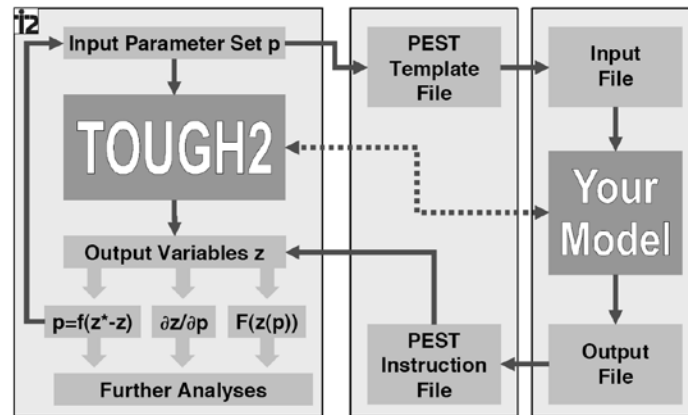 i2
Input Parameter Set p
TOUGH2
Output Variables z
p=f(z*-z)
∂z/∂p
F(z(p))
Further Analyses
PEST
Template
File
PEST
Instruction
File
Input
File
Your
Model
Output
File